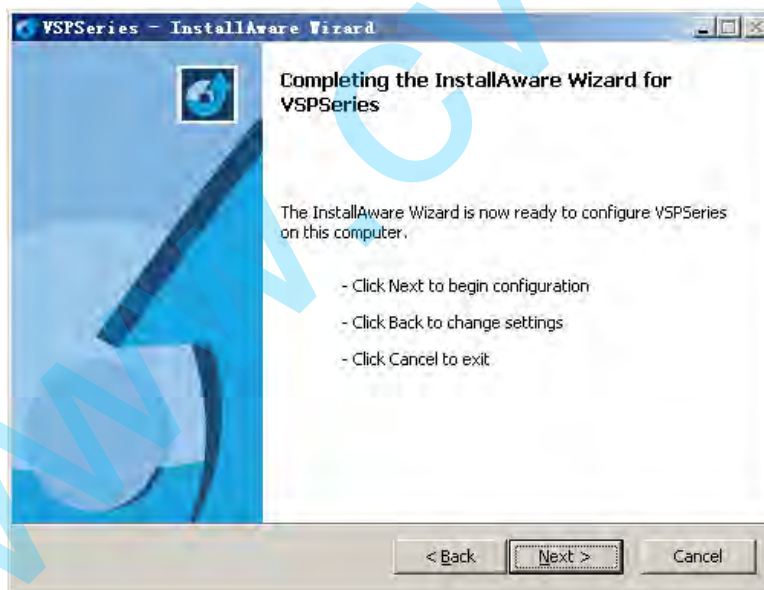 VSPSeries - InstallAware Wizard
Completing the InstallAware Wizard for
VSPSeries
The InstallAware Wizard is now ready to configure VSPSeries
on this computer.
- Click Next to begin configuration
- Click Back to change settings
- Click Cancel to exit
< Back
Next >
Cancel